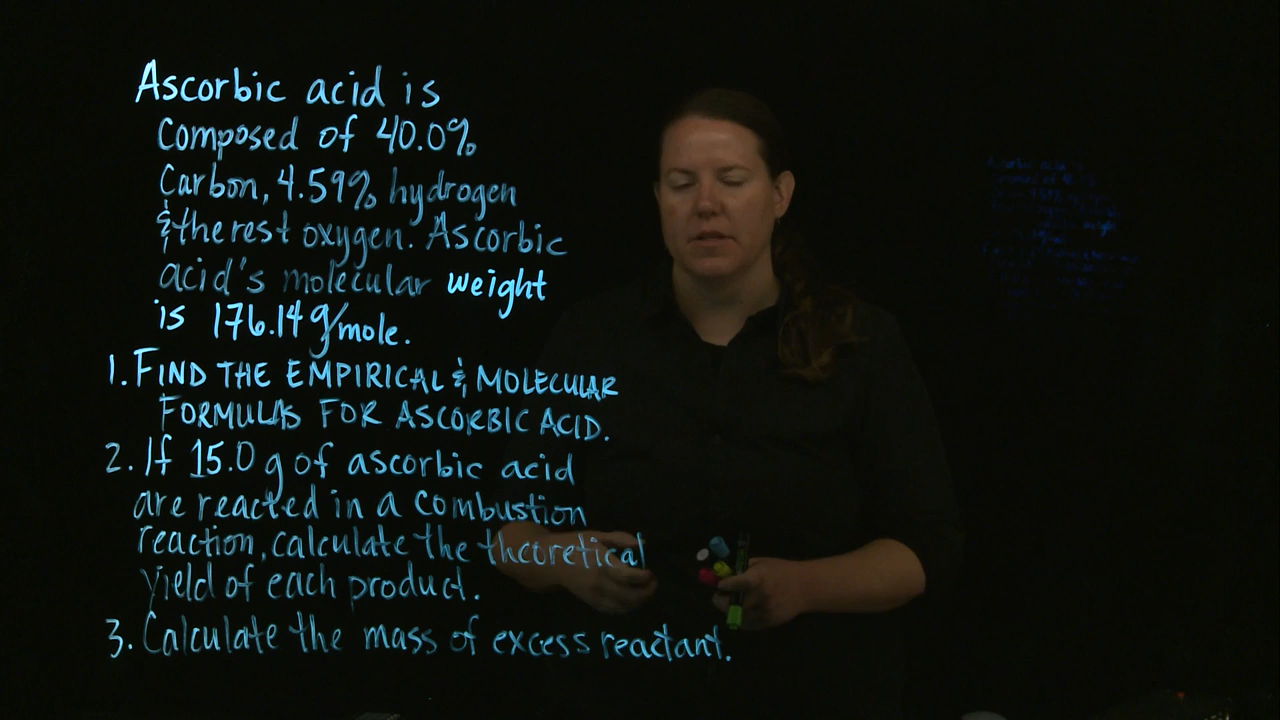 Ascorbic acid is
Composed of 40.0%
Carbon, 4.59% hydrogen
& the rest oxygen. Ascorbic
acid's molecular weight
is 176.14 g/mole.
1. FIND THE EMPIRICAL & MOLECULAR
FORMULAS FOR ASCORBIC ACID.
2. If 15.0 g of ascorbic acid
are reacted in a combustion
reaction, calculate the theoretical
yield of each product.
3. Calculate the mass of excess reactant.